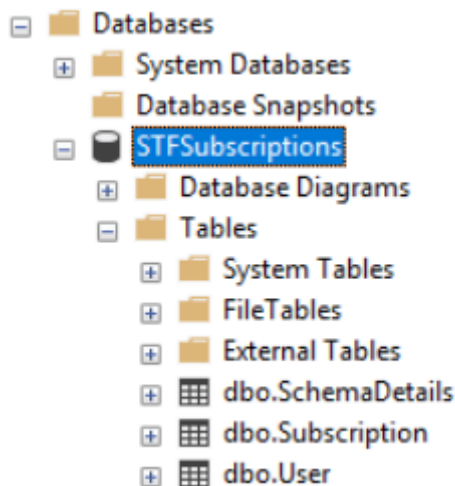 Databases
System Databases
Database Snapshots
STFSubscriptions
Database Diagrams
Tables
System Tables
FileTables
External Tables
dbo.SchemaDetails
dbo.Subscription
dbo.User